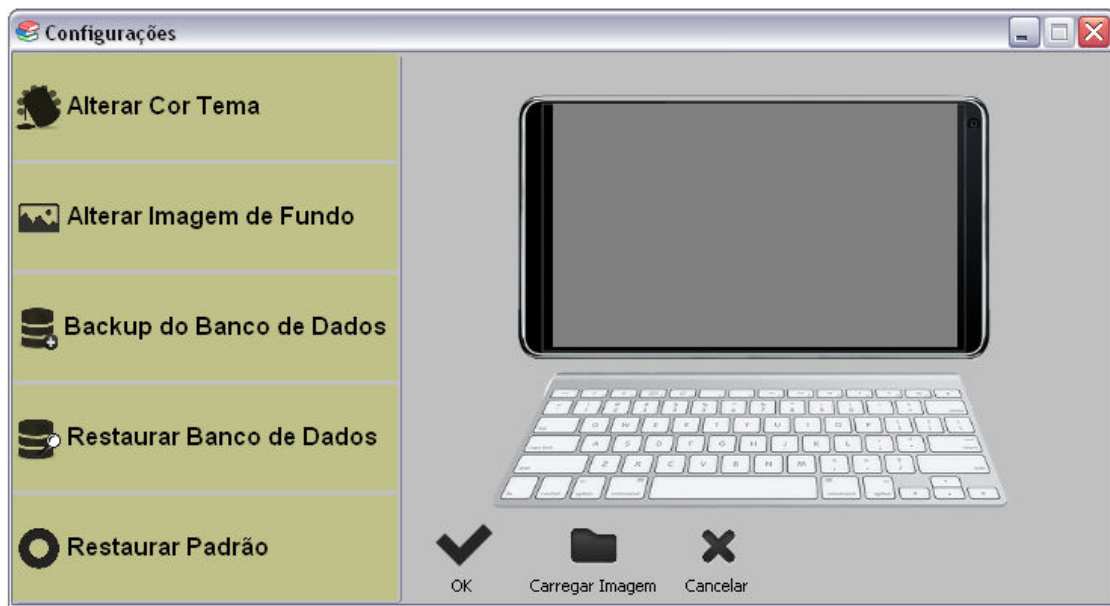 Configurações
Alterar Cor Tema
Alterar Imagem de Fundo
Backup do Banco de Dados
Restaurar Banco de Dados
Restaurar Padrão
OK
Carregar Imagem
Cancelar